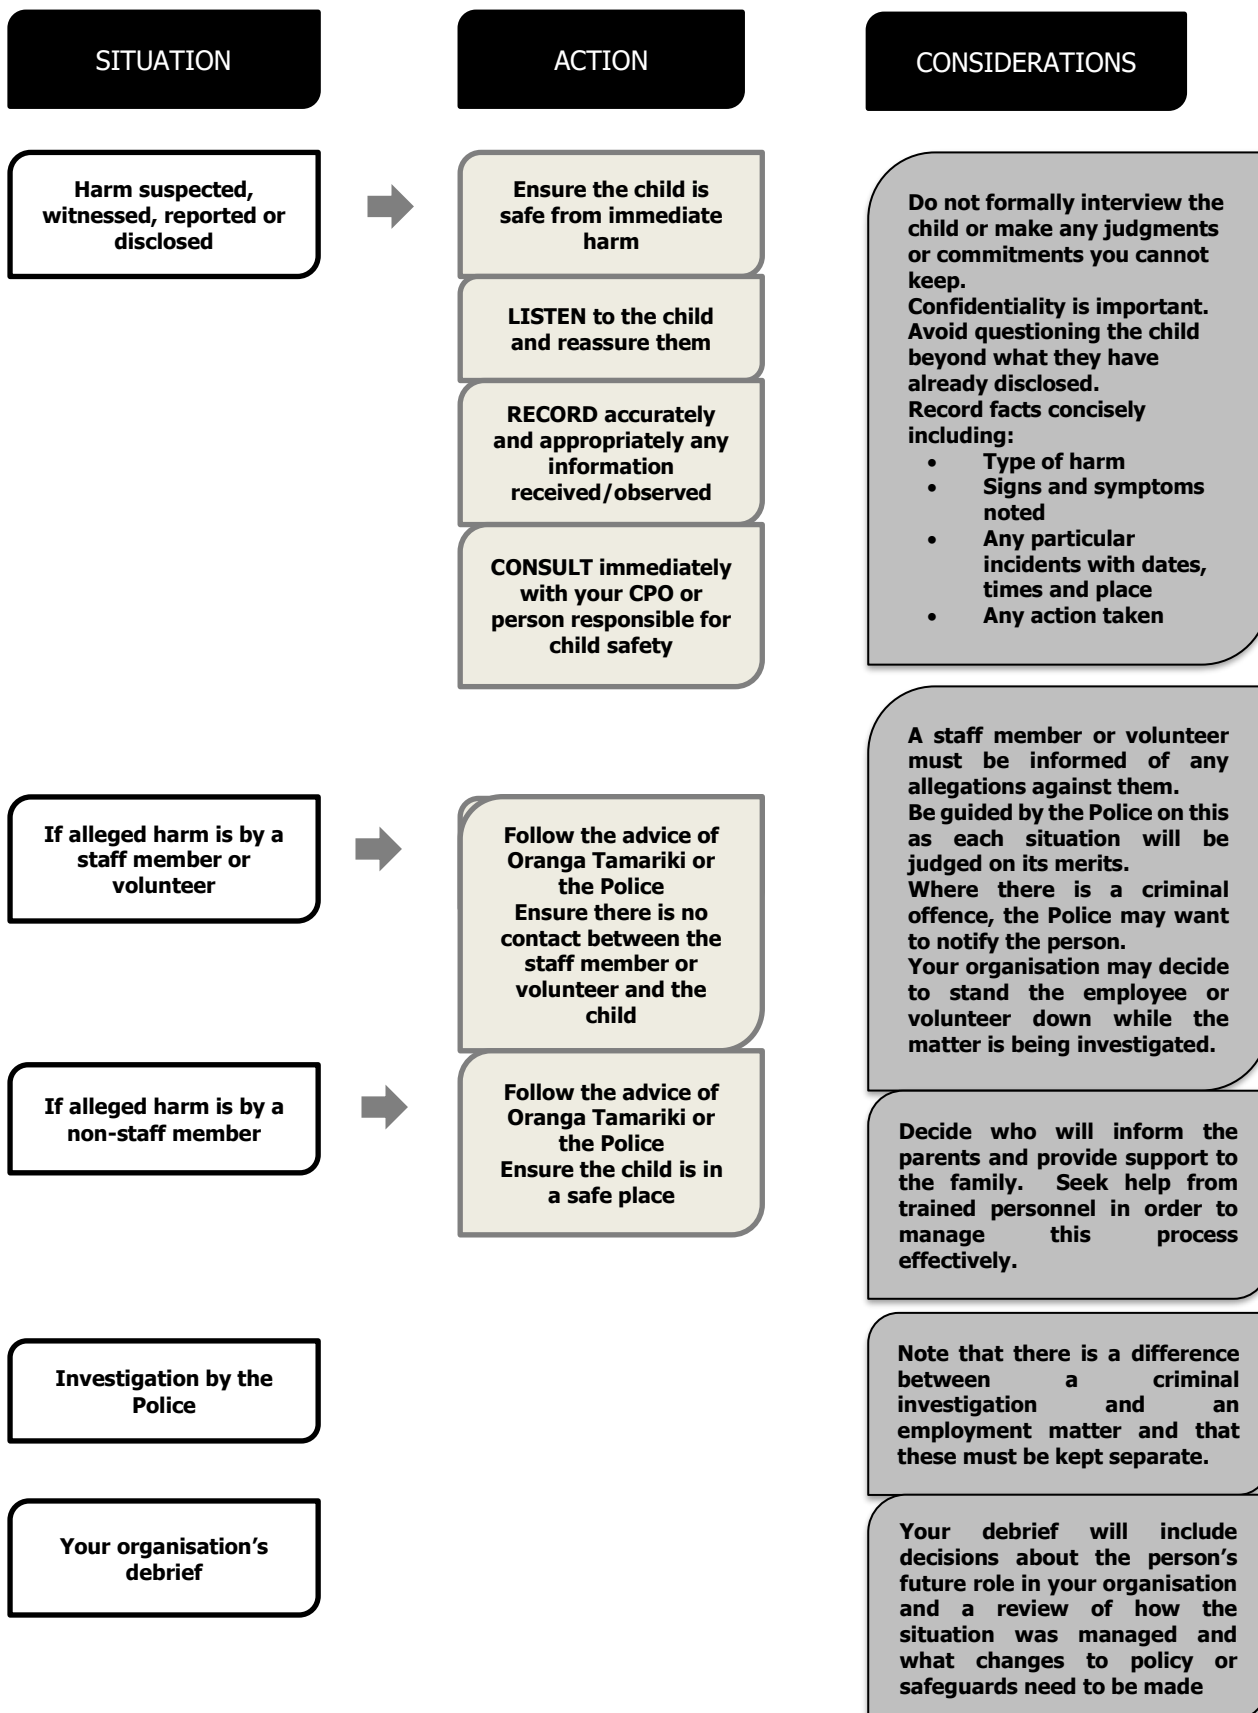 SITUATION
ACTION
CONSIDERATIONS
Harm suspected,
witnessed, reported or
disclosed
Ensure the child is
safe from immediate
harm
LISTEN to the child
and reassure them
RECORD accurately
and appropriately any
information
received/observed
CONSULT immediately
with your CPO or
person responsible for
child safety
Do not formally interview the
child or make any judgments
or commitments you cannot
keep.
Confidentiality is important.
Avoid questioning the child
beyond what they have
already disclosed.
Record facts concisely
including:
• Type of harm
• Signs and symptoms
noted
• Any particular
incidents with dates,
times and place
• Any action taken
If alleged harm is by a
staff member or
volunteer
Follow the advice of
Oranga Tamariki or
the Police
Ensure there is no
contact between the
staff member or
volunteer and the
child
A staff member or volunteer
must be informed of any
allegations against them.
Be guided by the Police on this
as each situation will be
judged on its merits.
Where there is a criminal
offence, the Police may want
to notify the person.
Your organisation may decide
to stand the employee or
volunteer down while the
matter is being investigated.
If alleged harm is by a
non-staff member
Follow the advice of
Oranga Tamariki or
the Police
Ensure the child is in
a safe place
Decide who will inform the
parents and provide support to
the family. Seek help from
trained personnel in order to
manage this process
effectively.
Investigation by the
Police
Note that there is a difference
between a criminal
investigation and an
employment matter and that
these must be kept separate.
Your organisation's
debrief
Your debrief will include
decisions about the person's
future role in your organisation
and a review of how the
situation was managed and
what changes to policy or
safeguards need to be made